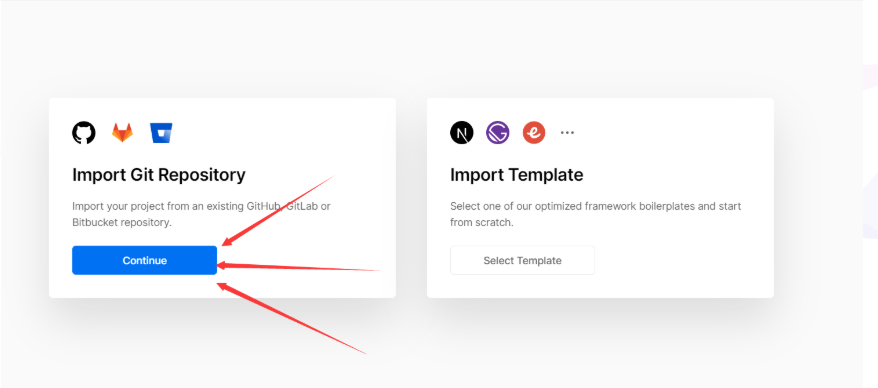 Import Git Repository
Import your project from an existing GitHub, GitLab or
Bitbucket repository.
Continue
Import Template
Select one of our optimized framework boilerplates and start
from scratch.
Select Template